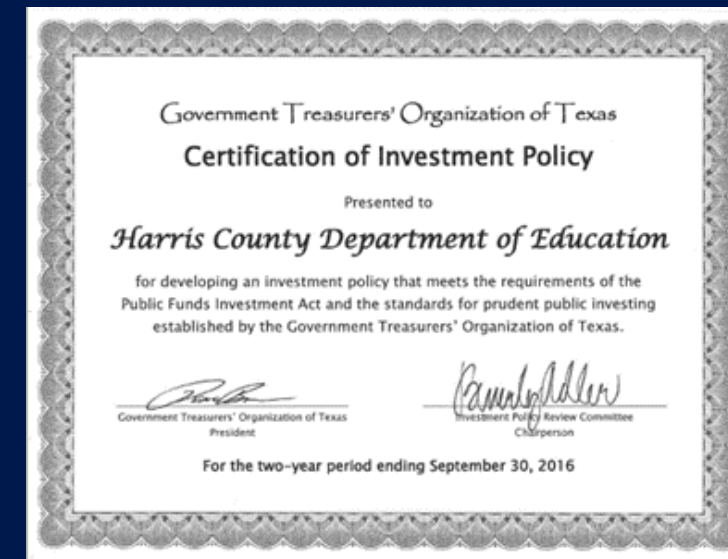 Government Treasurers' Organization of Texas
Certification of Investment Policy
Presented to
Harris County Department of Education
for developing an investment policy that meets the requirements of the
Public Funds Investment Act and the standards for prudent public investing
established by the Government Treasurers' Organization of Texas.
Beverly Adler
Government Treasurers' Organization of Texas
President
Investment Policy Review Committee
Chairperson
For the two-year period ending September 30, 2016